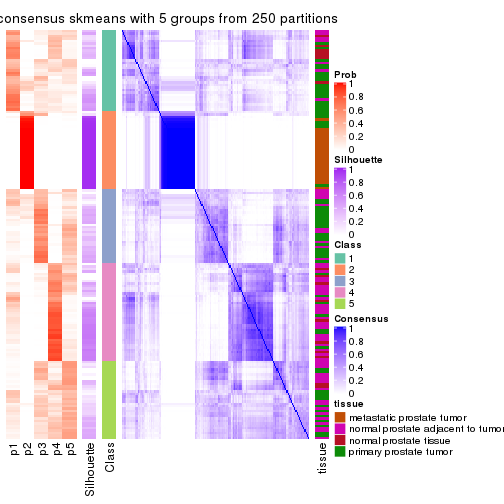 consensus skmeans with 5 groups from 250 partitions
Prob
1
0.8
0.6
0.4
0.2
0
Silhouette
1
0.8
0.6
0.4
0.2
0
Class
1
2
3
4
5
Consensus
1
0.8
0.6
0.4
0.2
0
tissue
metastatic prostate tumor
normal prostate adjacent to tumor
normal prostate tissue
primary prostate tumor
p1
p2
p3
p4
p5
Silhouette
Class
tissue